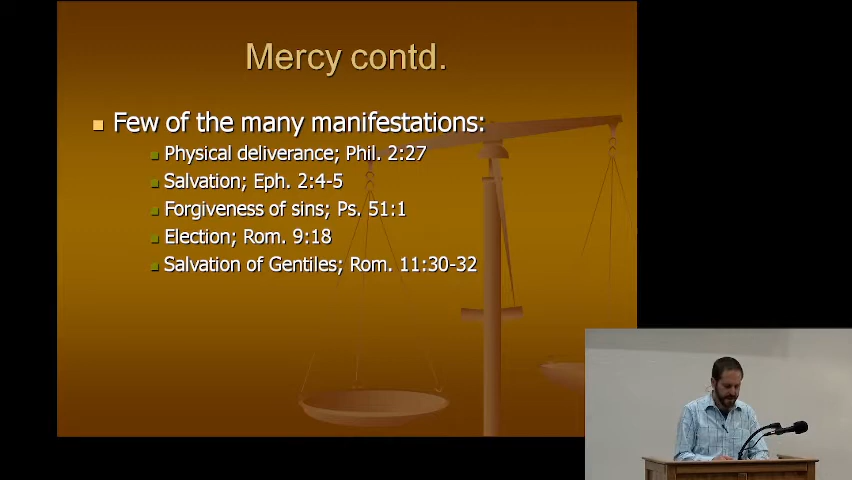 Mercy contd.
Few of the many manifestations:
Physical deliverance; Phil. 2:27
Salvation; Eph. 2:4-5
Forgiveness of sins; Ps. 51:1
Election; Rom. 9:18
Salvation of Gentiles; Rom. 11:30-32